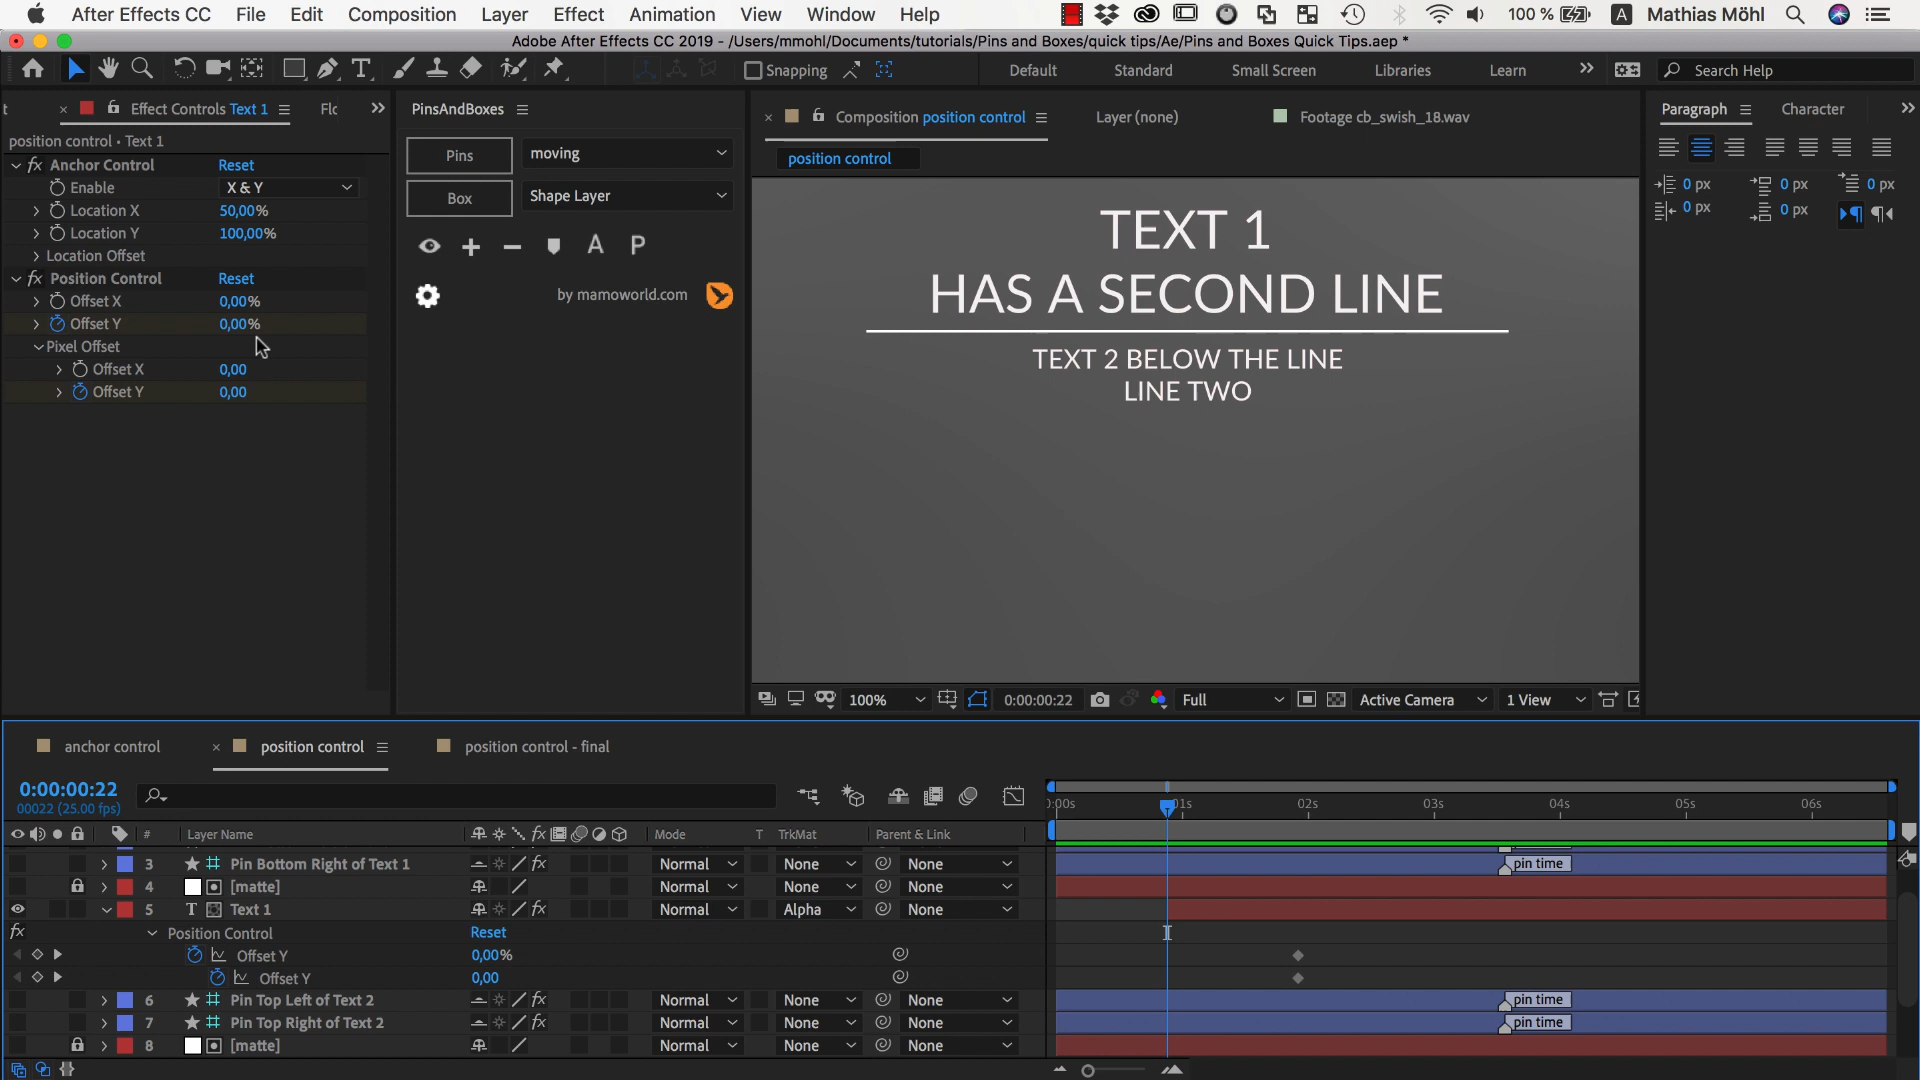 After Effects CC File Edit Composition Layer Effect Animation View Window Help 100 % A Mathias Möhl
Adobe After Effects CC 2019 - /Users/mmohl/Documents/tutorials/Pins and Boxes/quick tips/Ae/Pins and Boxes Quick Tips.aep *
Snapping Default Standard Small Screen Libraries Learn Search Help
Effect Controls Text 1
PinsAndBoxes
Composition position control Layer (none) Footage cb_swish_18.wav
Paragraph Character
position control • Text 1
position control
fx Anchor Control Reset
Enable X & Y
Location X 50,00%
Location Y 100,00%
Location Offset
fx Position Control Reset
Offset X 0,00%
Offset Y 0,00%
Pixel Offset
Offset X 0,00
Offset Y 0,00
Pins moving
Box Shape Layer
A P
by mamoworld.com
TEXT 1
HAS A SECOND LINE
TEXT 2 BELOW THE LINE
LINE TWO
0 px 0 px 0 px
0 px 0 px
100% 0:00:00:22 Full Active Camera 1 View
anchor control position control position control - final
0:00:00:22
00022 (25.00 fps)
01s 02s 03s 04s 05s 06s
# Layer Name fx Mode T TrkMat Parent & Link
3 Pin Bottom Right of Text 1 fx Normal None None pin time
4 [matte] Normal None None
5 T Text 1 fx Normal Alpha None
fx Position Control Reset
Offset Y 0,00%
Offset Y 0,00
6 Pin Top Left of Text 2 fx Normal None None pin time
7 Pin Top Right of Text 2 fx Normal None None pin time
8 [matte] Normal None None